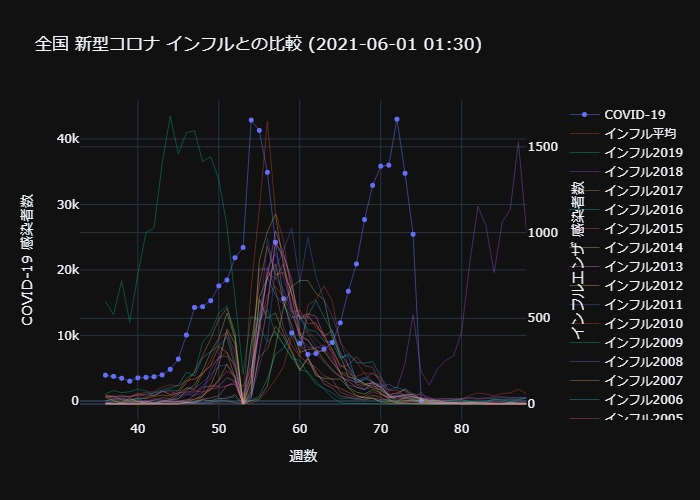 全国 新型コロナ インフルとの比較 (2021-06-01 01:30)
COVID-19 感染者数
40k
30k
20k
10k
0
40
50
60
70
80
週数
1500
1000
500
0
インフルエンザ 感染者数
COVID-19
インフル平均
インフル2019
インフル2018
インフル2017
インフル2016
インフル2015
インフル2014
インフル2013
インフル2012
インフル2011
インフル2010
インフル2009
インフル2008
インフル2007
インフル2006
インフル2005